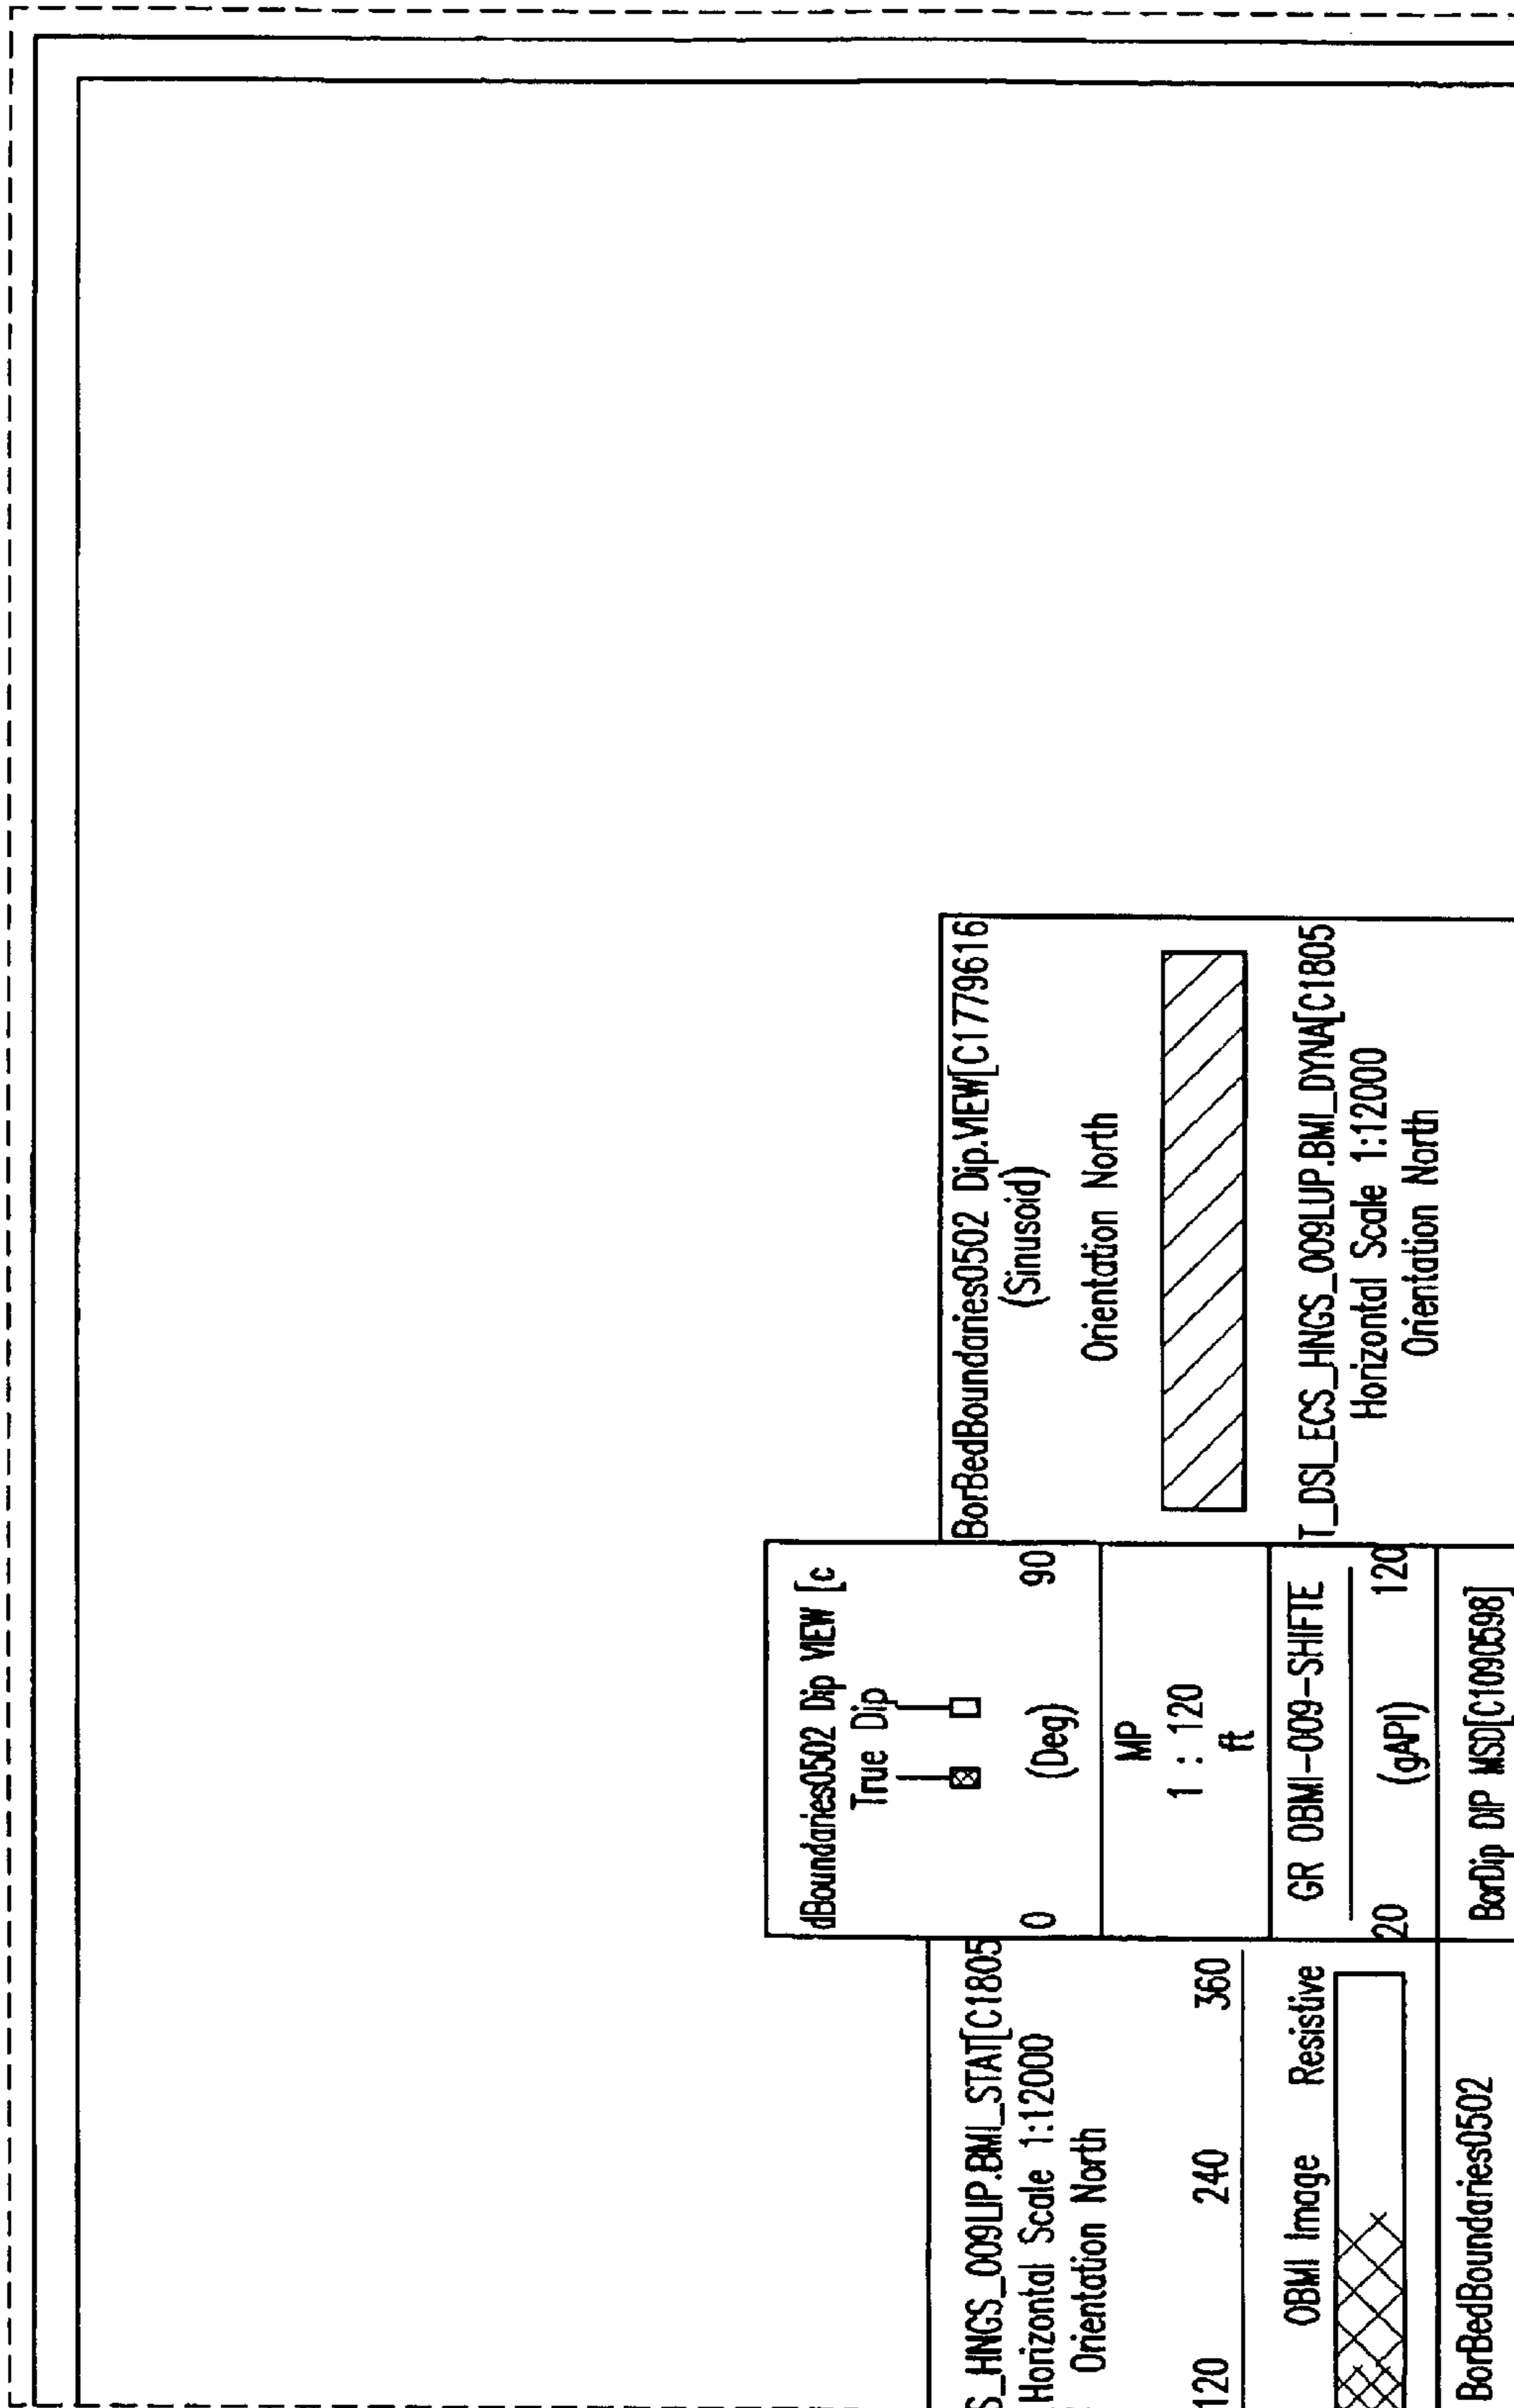 S_HNGS_009LUP.BMI_STAT[C1805
Horizontal Scale 1:12000
Orientation North
120 240 360
OBMI Image Resistive
BorBedBoundaries0502
dBoundaries0502 Dip VIEW [c
True Dip
0 (Deg) 90
MP
1 : 120
ft
GR OBMI-009-SHIFTE
20 (gAPI) 120
BorDip DIP MSD[C1090598]
BorBedBoundaries0502 Dip.VIEW[C1779616
(Sinusoid)
Orientation North
T_DSI_ECS_HNGS_009LUP.BMI_DYNA[C1805
Horizontal Scale 1:12000
Orientation North